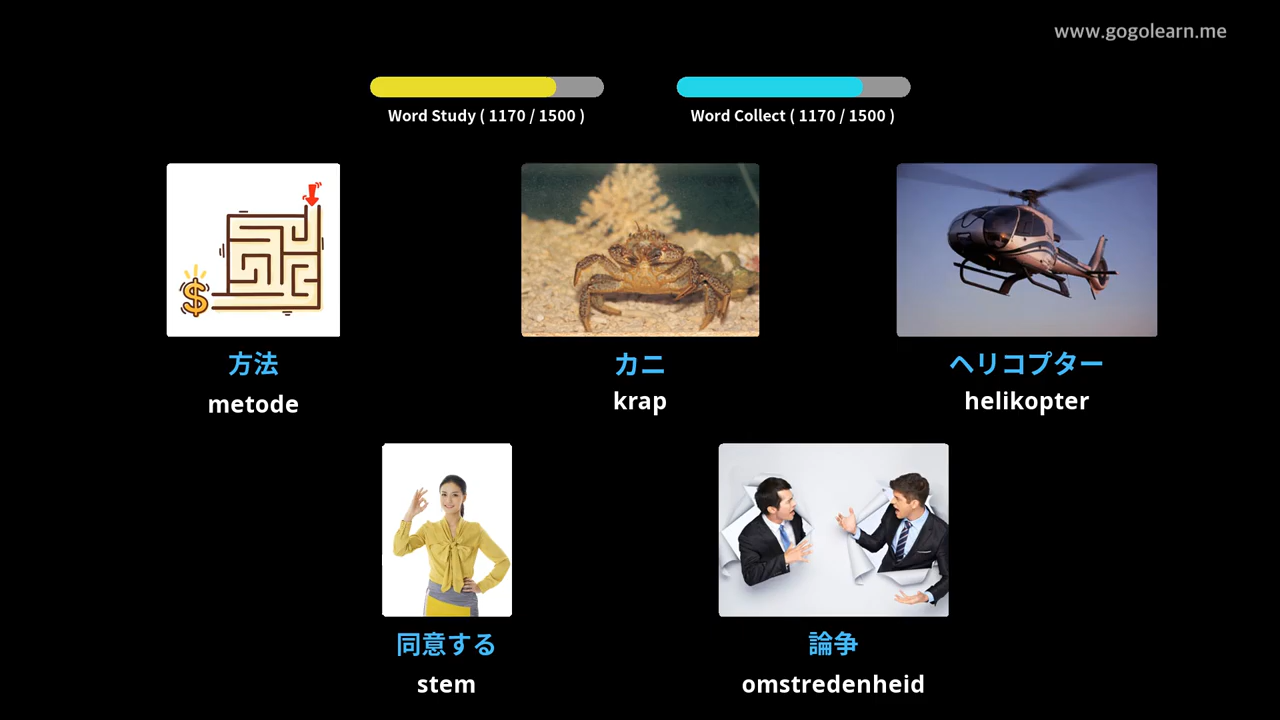 www.gogolearn.me
Word Study ( 1170 / 1500 )
Word Collect ( 1170 / 1500 )
方法
metode
カニ
krap
ヘリコプター
helikopter
同意する
stem
論争
omstredenheid